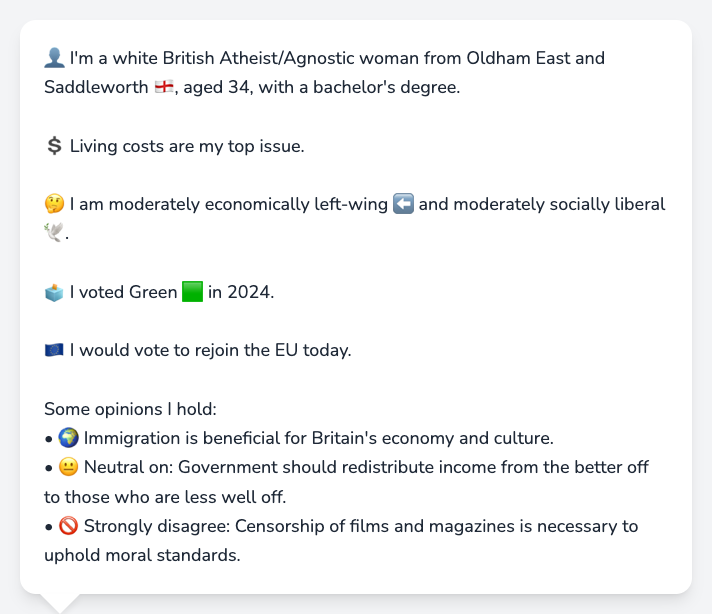 👤 I'm a white British Atheist/Agnostic woman from Oldham East and
Saddleworth 🏴󠁧󠁢󠁥󠁮󠁧󠁿, aged 34, with a bachelor's degree.
💲 Living costs are my top issue.
🤔 I am moderately economically left-wing ⬅️ and moderately socially liberal
🕊️.
🗳️ I voted Green 🟩 in 2024.
🇪🇺 I would vote to rejoin the EU today.
Some opinions I hold:
• 🌍 Immigration is beneficial for Britain's economy and culture.
• 😐 Neutral on: Government should redistribute income from the better off
to those who are less well off.
• 🚫 Strongly disagree: Censorship of films and magazines is necessary to
uphold moral standards.